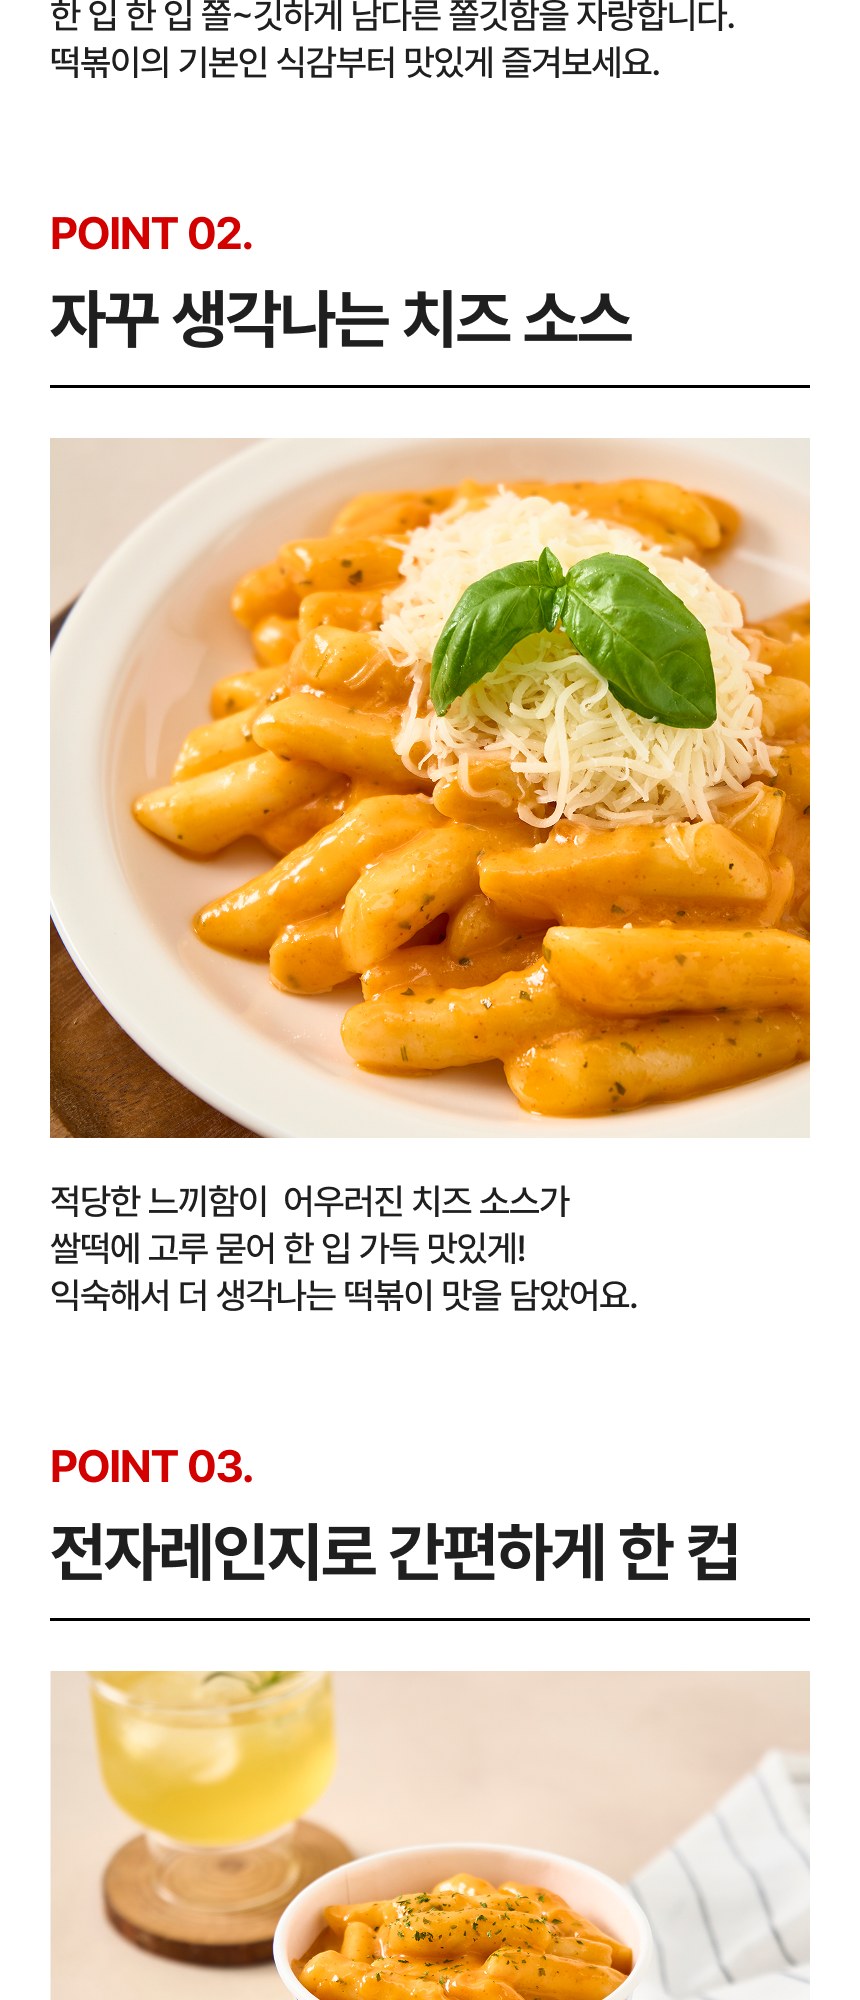 한 입 한 입 쫄~깃하게 남다른 쫄깃함을 자랑합니다.
떡볶이의 기본인 식감부터 맛있게 즐겨보세요.
POINT 02.
자꾸 생각나는 치즈 소스
적당한 느끼함이 어우러진 치즈 소스가
쌀떡에 고루 묻어 한 입 가득 맛있게!
익숙해서 더 생각나는 떡볶이 맛을 담았어요.
POINT 03.
전자레인지로 간편하게 한 컵